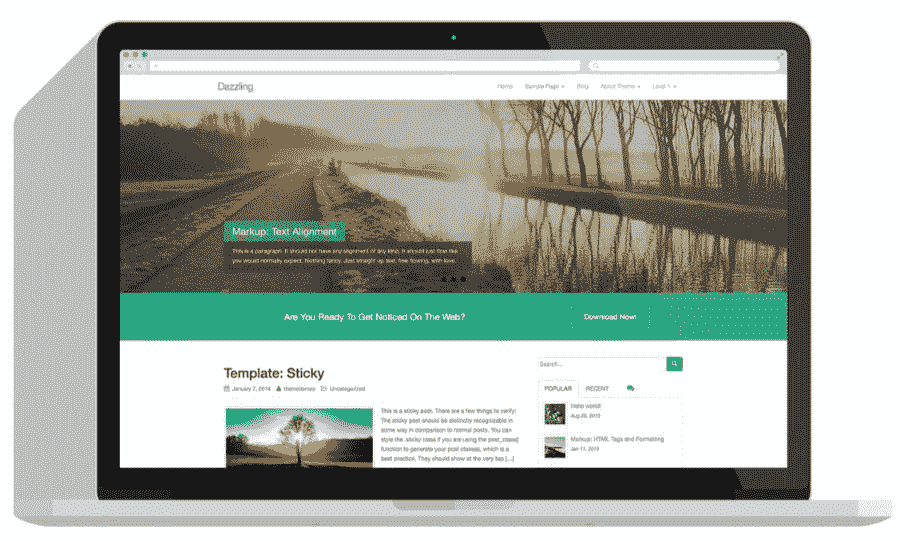 Dazzling
Home Sample Page Blog About Theme Level 1
Markup: Text Alignment
This is a paragraph. It should not have any alignment of any kind. It should just flow like
you would normally expect. Nothing fancy. Just straight up text, free flowing, with love.
Are You Ready To Get Noticed On The Web?
Download Now!
Template: Sticky
January 7, 2014 Uncategorized
This is a sticky post. There are a few things to verify:
The sticky post should be distinctly recognizable in
some way in comparison to normal posts. You can
style the .sticky class if you are using the post_class()
function to generate your post classes, which is a
best practice. They should show at the very top [...]
Search ...
POPULAR RECENT
Hello world!
Markup: HTML Tags and Formatting
Jan 11, 2013